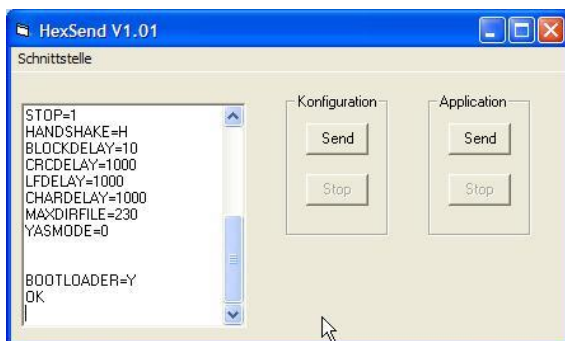 HexSend V1.01
Schnittstelle
STOP=1
HANDSHAKE=H
BLOCKDELAY=10
CRCDELAY=1000
LFDELAY=1000
CHARDELAY=1000
MAXDIRFILE=230
YASMODE=0
BOOTLOADER=Y
OK
Konfiguration
Send
Stop
Application
Send
Stop